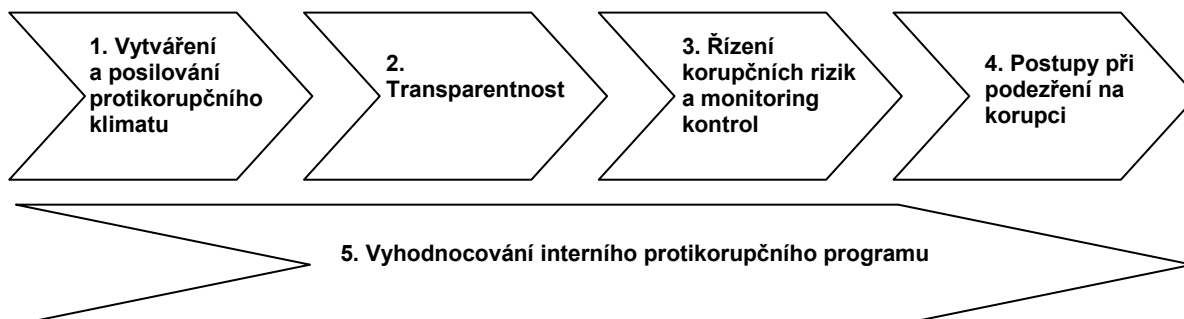 1. Vytváření
a posilování
protikorupčního
klimatu
2.
Transparentnost
3. Řízení
korupčních rizik
a monitoring
kontrol
4. Postupy při
podezření na
korupci
5. Vyhodnocování interního protikorupčního programu